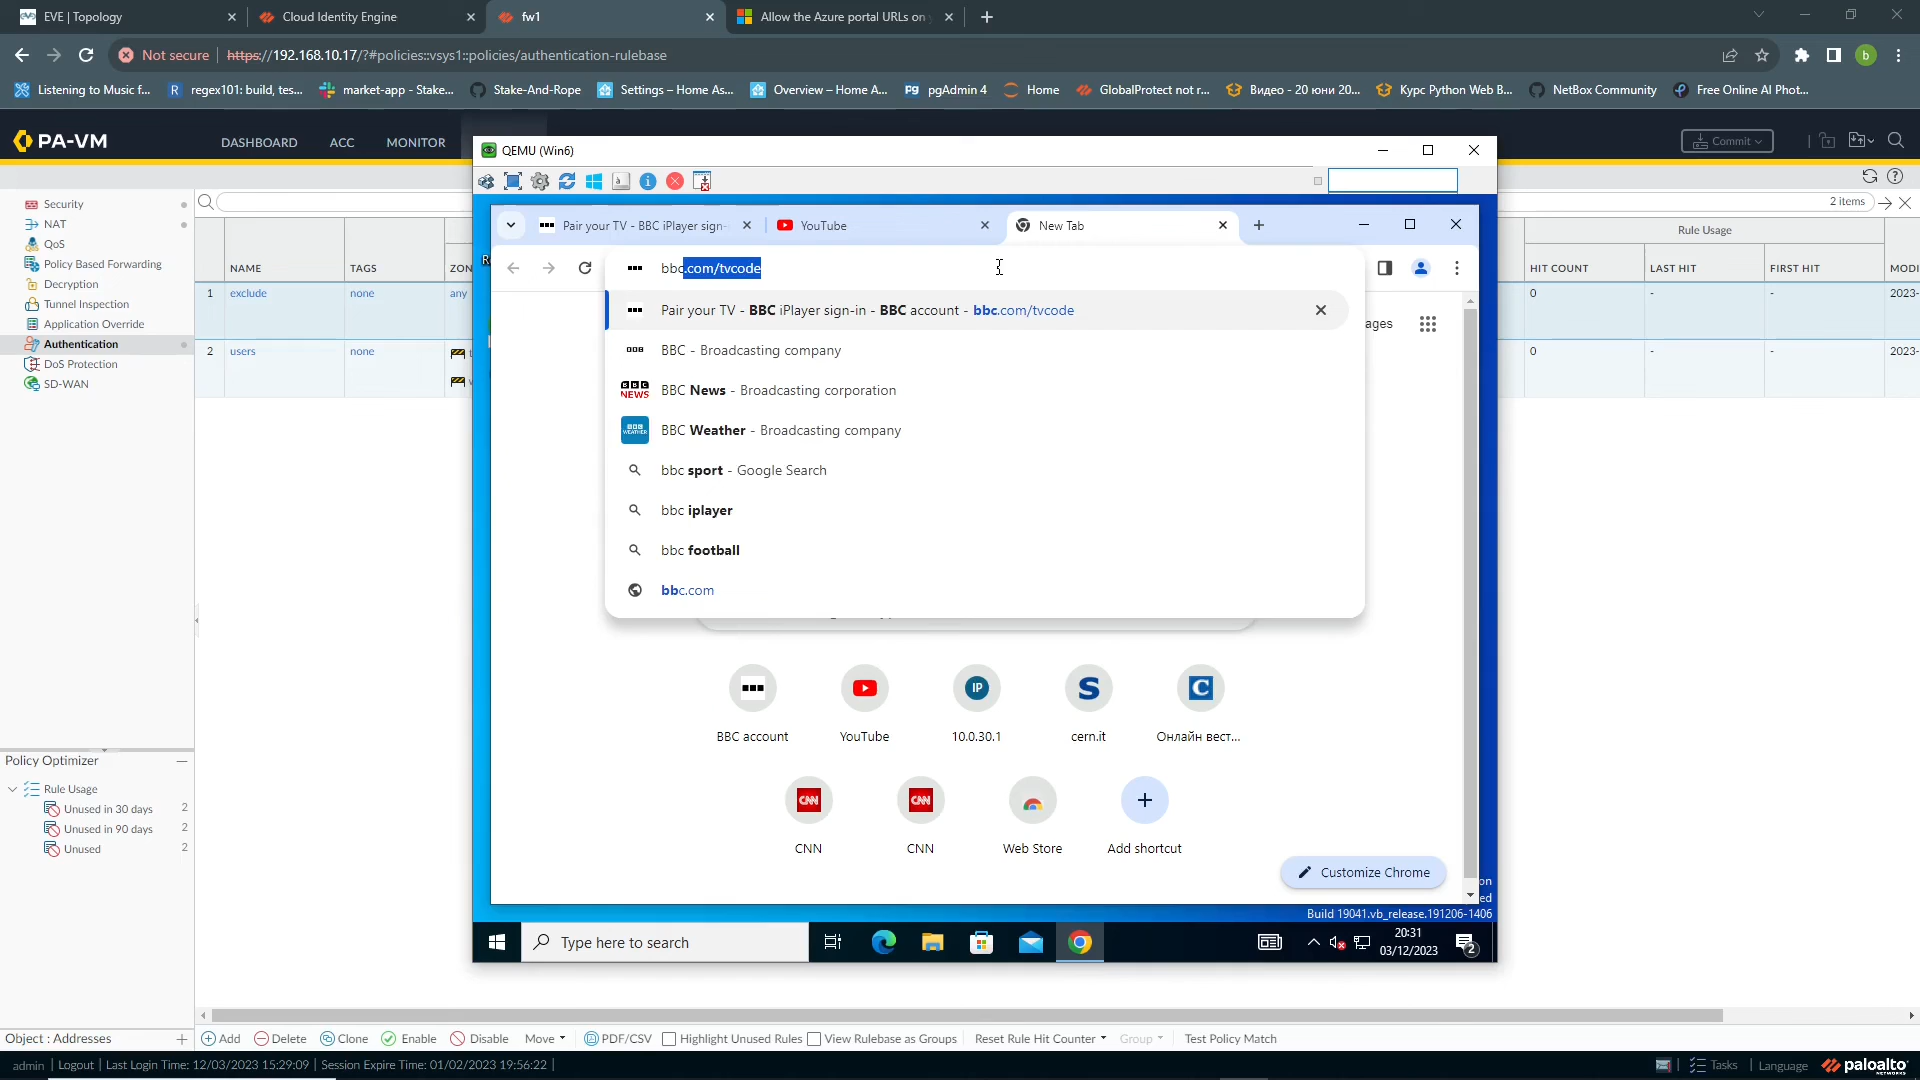 EVE | Topology
Cloud Identity Engine
fw1
Allow the Azure portal URLs on
Not secure
https://192.168.10.17/?#policies::vsys1::policies/authentication-rulebase
b
Listening to Music f...
regex101: build, tes...
market-app - Stake...
Stake-And-Rope
Settings – Home As...
Overview – Home A...
pgAdmin 4
Home
GlobalProtect not r...
Видео - 20 юни 20...
Курс Python Web B...
NetBox Community
Free Online AI Phot...
PA-VM
DASHBOARD
ACC
MONITOR
Commit
QEMU (Win6)
Security
NAT
QoS
Policy Based Forwarding
Decryption
Tunnel Inspection
Application Override
Authentication
DoS Protection
SD-WAN
2 items
Rule Usage
NAME
TAGS
ZON
HIT COUNT
LAST HIT
FIRST HIT
MODI
1
exclude
none
any
0
-
-
2023-
2
users
none
0
-
-
2023-
Pair your TV - BBC iPlayer sign-
YouTube
New Tab
bbc.com/tvcode
Pair your TV - BBC iPlayer sign-in - BBC account - bbc.com/tvcode
ages
BBC - Broadcasting company
BBC News - Broadcasting corporation
BBC Weather - Broadcasting company
bbc sport - Google Search
bbc iplayer
bbc football
bbc.com
BBC account
YouTube
IP
10.0.30.1
S
cern.it
C
Онлайн вест...
CNN
CNN
CNN
CNN
Web Store
Add shortcut
Customize Chrome
on
ed
Build 19041.vb_release.191206-1406
Type here to search
20:31
03/12/2023
2
Policy Optimizer
Rule Usage
Unused in 30 days
2
Unused in 90 days
2
Unused
2
Object : Addresses
Add
Delete
Clone
Enable
Disable
Move
PDF/CSV
Highlight Unused Rules
View Rulebase as Groups
Reset Rule Hit Counter
Group
Test Policy Match
admin | Logout | Last Login Time: 12/03/2023 15:29:09 | Session Expire Time: 01/02/2023 19:56:22 |
Tasks | Language
paloalto
NETWORKS